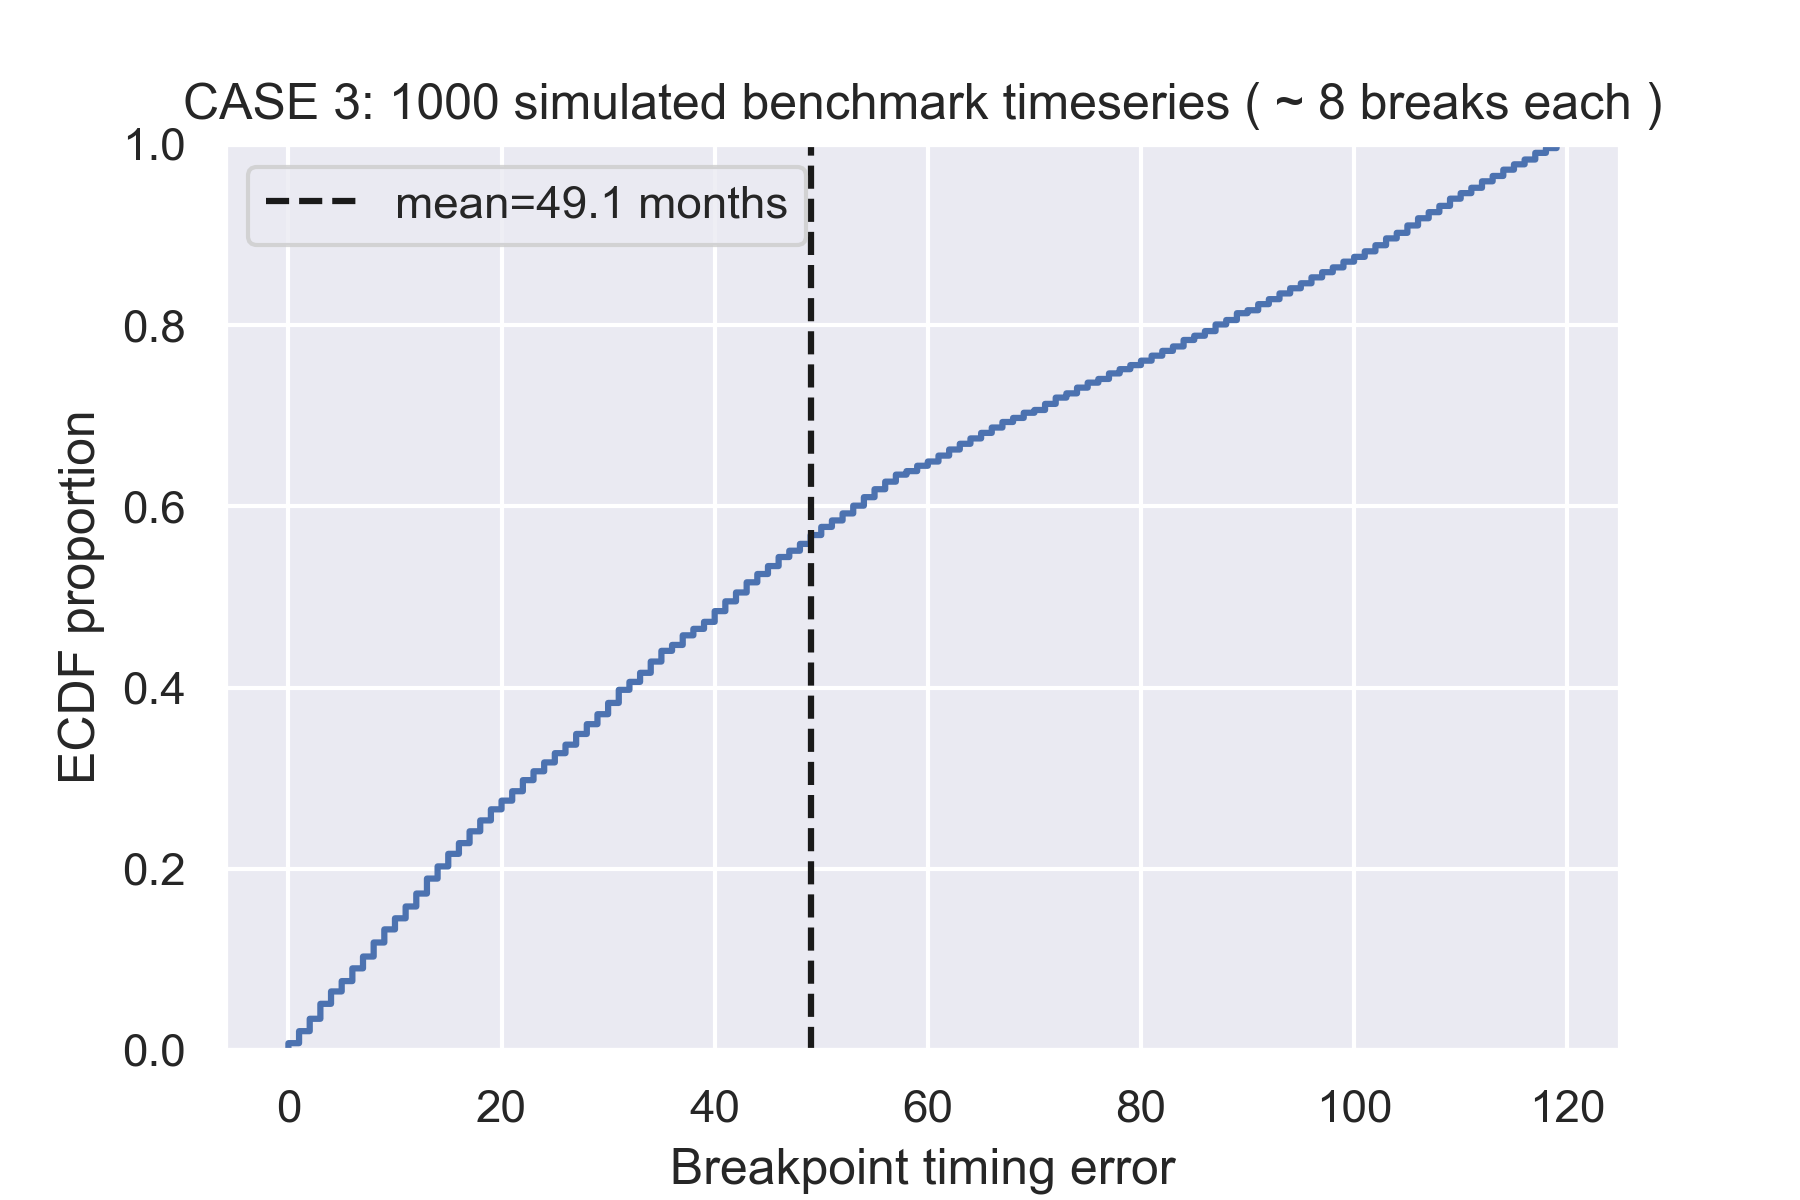 CASE 3: 1000 simulated benchmark timeseries ( ~ 8 breaks each )
mean=49.1 months
1.0
0.8
0.6
0.4
0.2
0.0
ECDF proportion
0 20 40 60 80 100 120
Breakpoint timing error